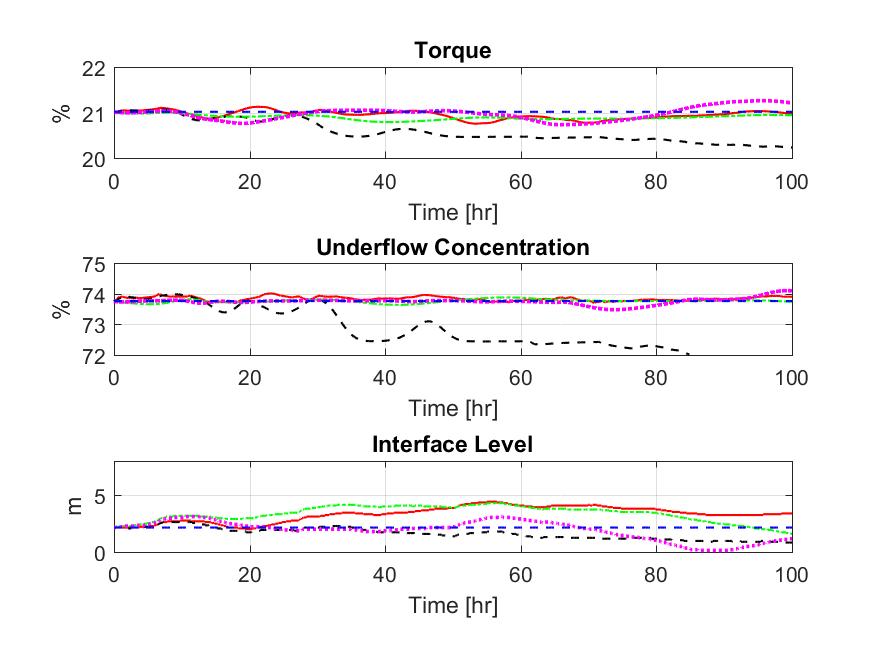 Torque
22
21
20
%
0 20 40 60 80 100
Time [hr]
Underflow Concentration
75
74
73
72
%
0 20 40 60 80 100
Time [hr]
Interface Level
5
0
m
0 20 40 60 80 100
Time [hr]